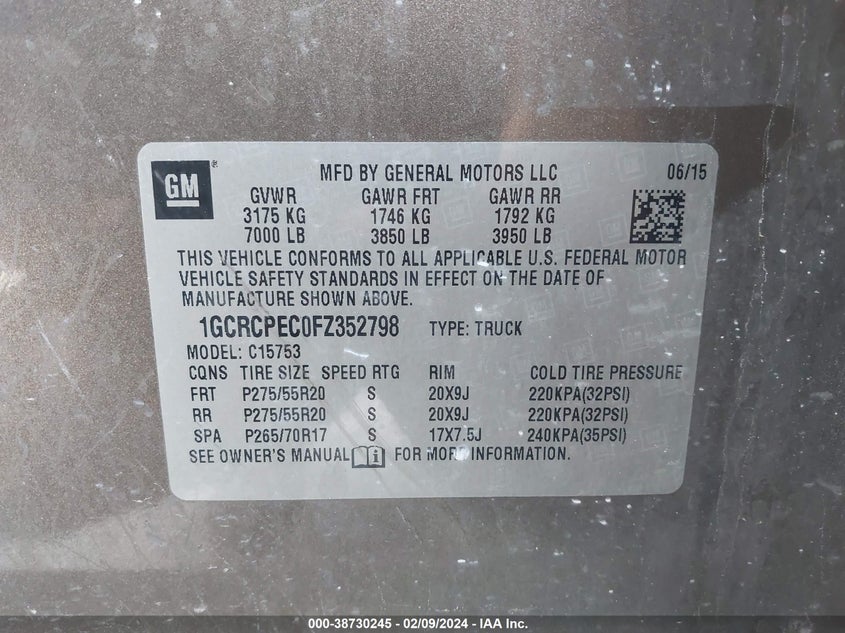 GM
MFD BY GENERAL MOTORS LLC 06/15
GVWR GAWR FRT GAWR RR
3175 KG 1746 KG 1792 KG
7000 LB 3850 LB 3950 LB
THIS VEHICLE CONFORMS TO ALL APPLICABLE U.S. FEDERAL MOTOR
VEHICLE SAFETY STANDARDS IN EFFECT ON THE DATE OF
MANUFACTURE SHOWN ABOVE.
1GCRCPEC0FZ352798 TYPE: TRUCK
MODEL: C15753
CQNS TIRE SIZE SPEED RTG RIM COLD TIRE PRESSURE
FRT P275/55R20 S 20X9J 220KPA(32PSI)
RR P275/55R20 S 20X9J 220KPA(32PSI)
SPA P265/70R17 S 17X7.5J 240KPA(35PSI)
SEE OWNER'S MANUAL FOR MORE INFORMATION.
000-38730245 - 02/09/2024 - IAA Inc.